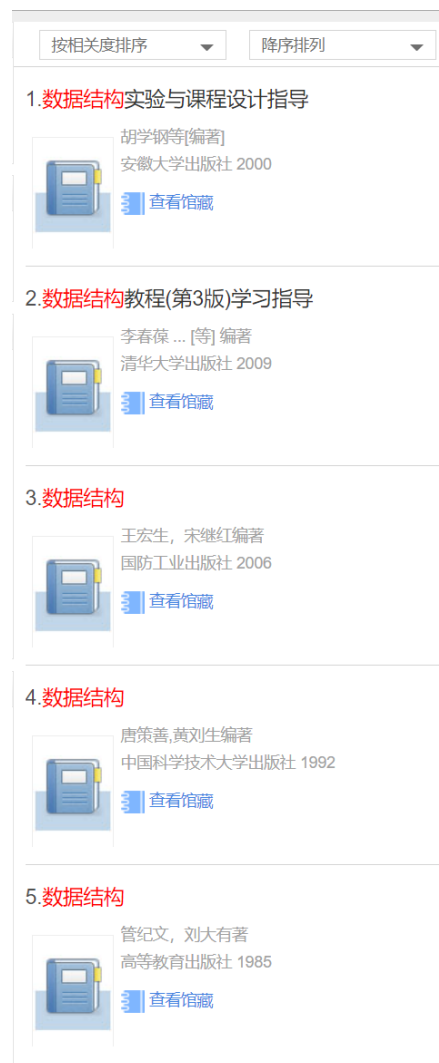 按相关度排序 降序排列
1.数据结构实验与课程设计指导
胡学钢等[编著]
安徽大学出版社 2000
查看馆藏
2.数据结构教程(第3版)学习指导
李春葆 ... [等] 编著
清华大学出版社 2009
查看馆藏
3.数据结构
王宏生，宋继红编著
国防工业出版社 2006
查看馆藏
4.数据结构
唐策善,黄刘生编著
中国科学技术大学出版社 1992
查看馆藏
5.数据结构
管纪文，刘大有著
高等教育出版社 1985
查看馆藏